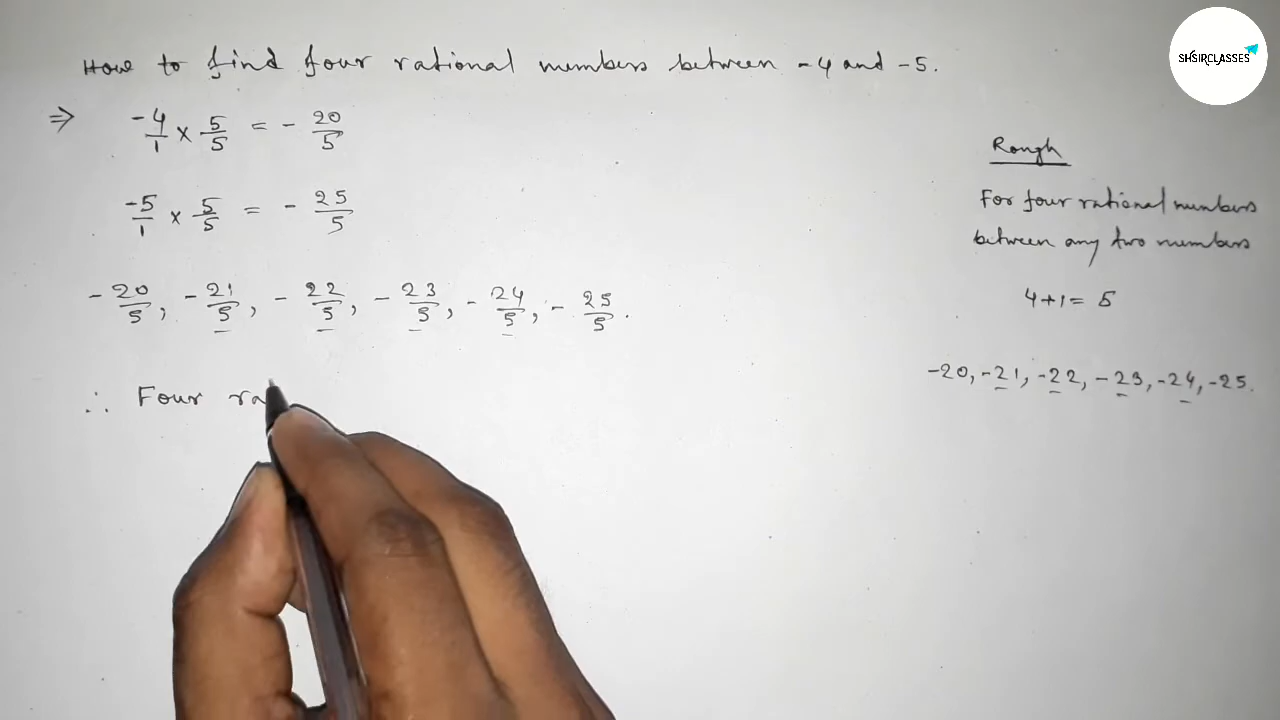 How to find four rational numbers between -4 and -5.
⇒ -4/1 × 5/5 = - 20/5
-5/1 × 5/5 = - 25/5
- 20/5, - 21/5, - 22/5, - 23/5, - 24/5, - 25/5.
∴ Four ra
Rough
For four rational numbers
between any two numbers
4+1= 5
-20, -21, -22, -23, -24, -25.
SHSIRCLASSES